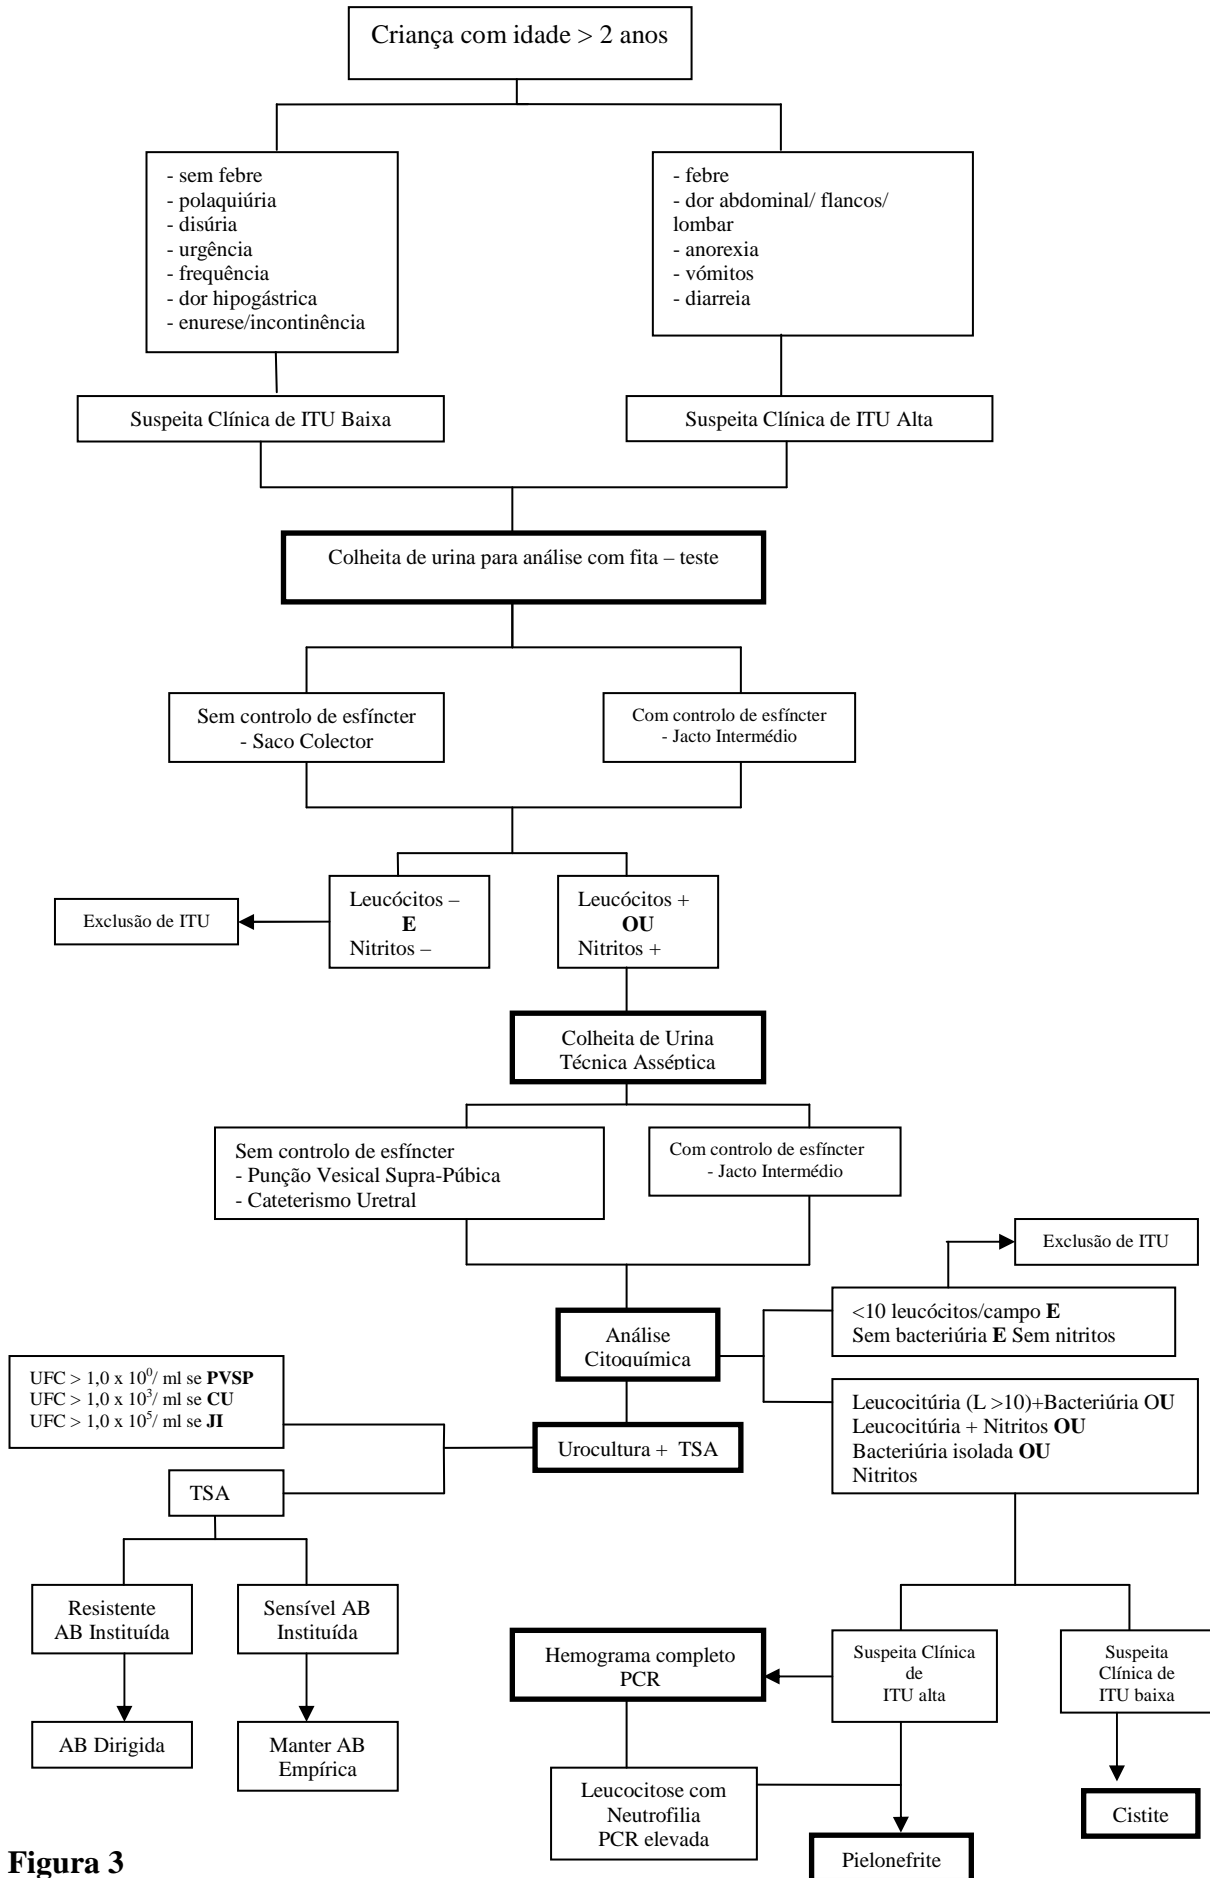 Criança com idade > 2 anos
- sem febre
- polaquiúria
- disúria
- urgência
- frequência
- dor hipogástrica
- enurese/incontinência
- febre
- dor abdominal/ flancos/
lombar
- anorexia
- vómitos
- diarreia
Suspeita Clínica de ITU Baixa
Suspeita Clínica de ITU Alta
Colheita de urina para análise com fita – teste
Sem controlo de esfíncter
- Saco Colector
Com controlo de esfíncter
- Jacto Intermédio
Exclusão de ITU
Leucócitos –
E
Nitritos –
Leucócitos +
OU
Nitritos +
Colheita de Urina
Técnica Asséptica
Sem controlo de esfíncter
- Punção Vesical Supra-Púbica
- Cateterismo Uretral
Com controlo de esfíncter
- Jacto Intermédio
Exclusão de ITU
<10 leucócitos/campo E
Sem bacteriúria E Sem nitritos
Análise
Citoquímica
UFC > 1,0 x 10⁰/ ml se PVSP
UFC > 1,0 x 10³/ ml se CU
UFC > 1,0 x 10⁵/ ml se JI
Leucocitúria (L >10)+Bacteriúria OU
Leucocitúria + Nitritos OU
Bacteriúria isolada OU
Nitritos
Urocultura + TSA
TSA
Resistente
AB Instituída
Sensível AB
Instituída
Hemograma completo
PCR
Suspeita Clínica
de
ITU alta
Suspeita
Clínica de
ITU baixa
AB Dirigida
Manter AB
Empírica
Leucocitose com
Neutrofilia
PCR elevada
Cistite
Pielonefrite
Figura 3